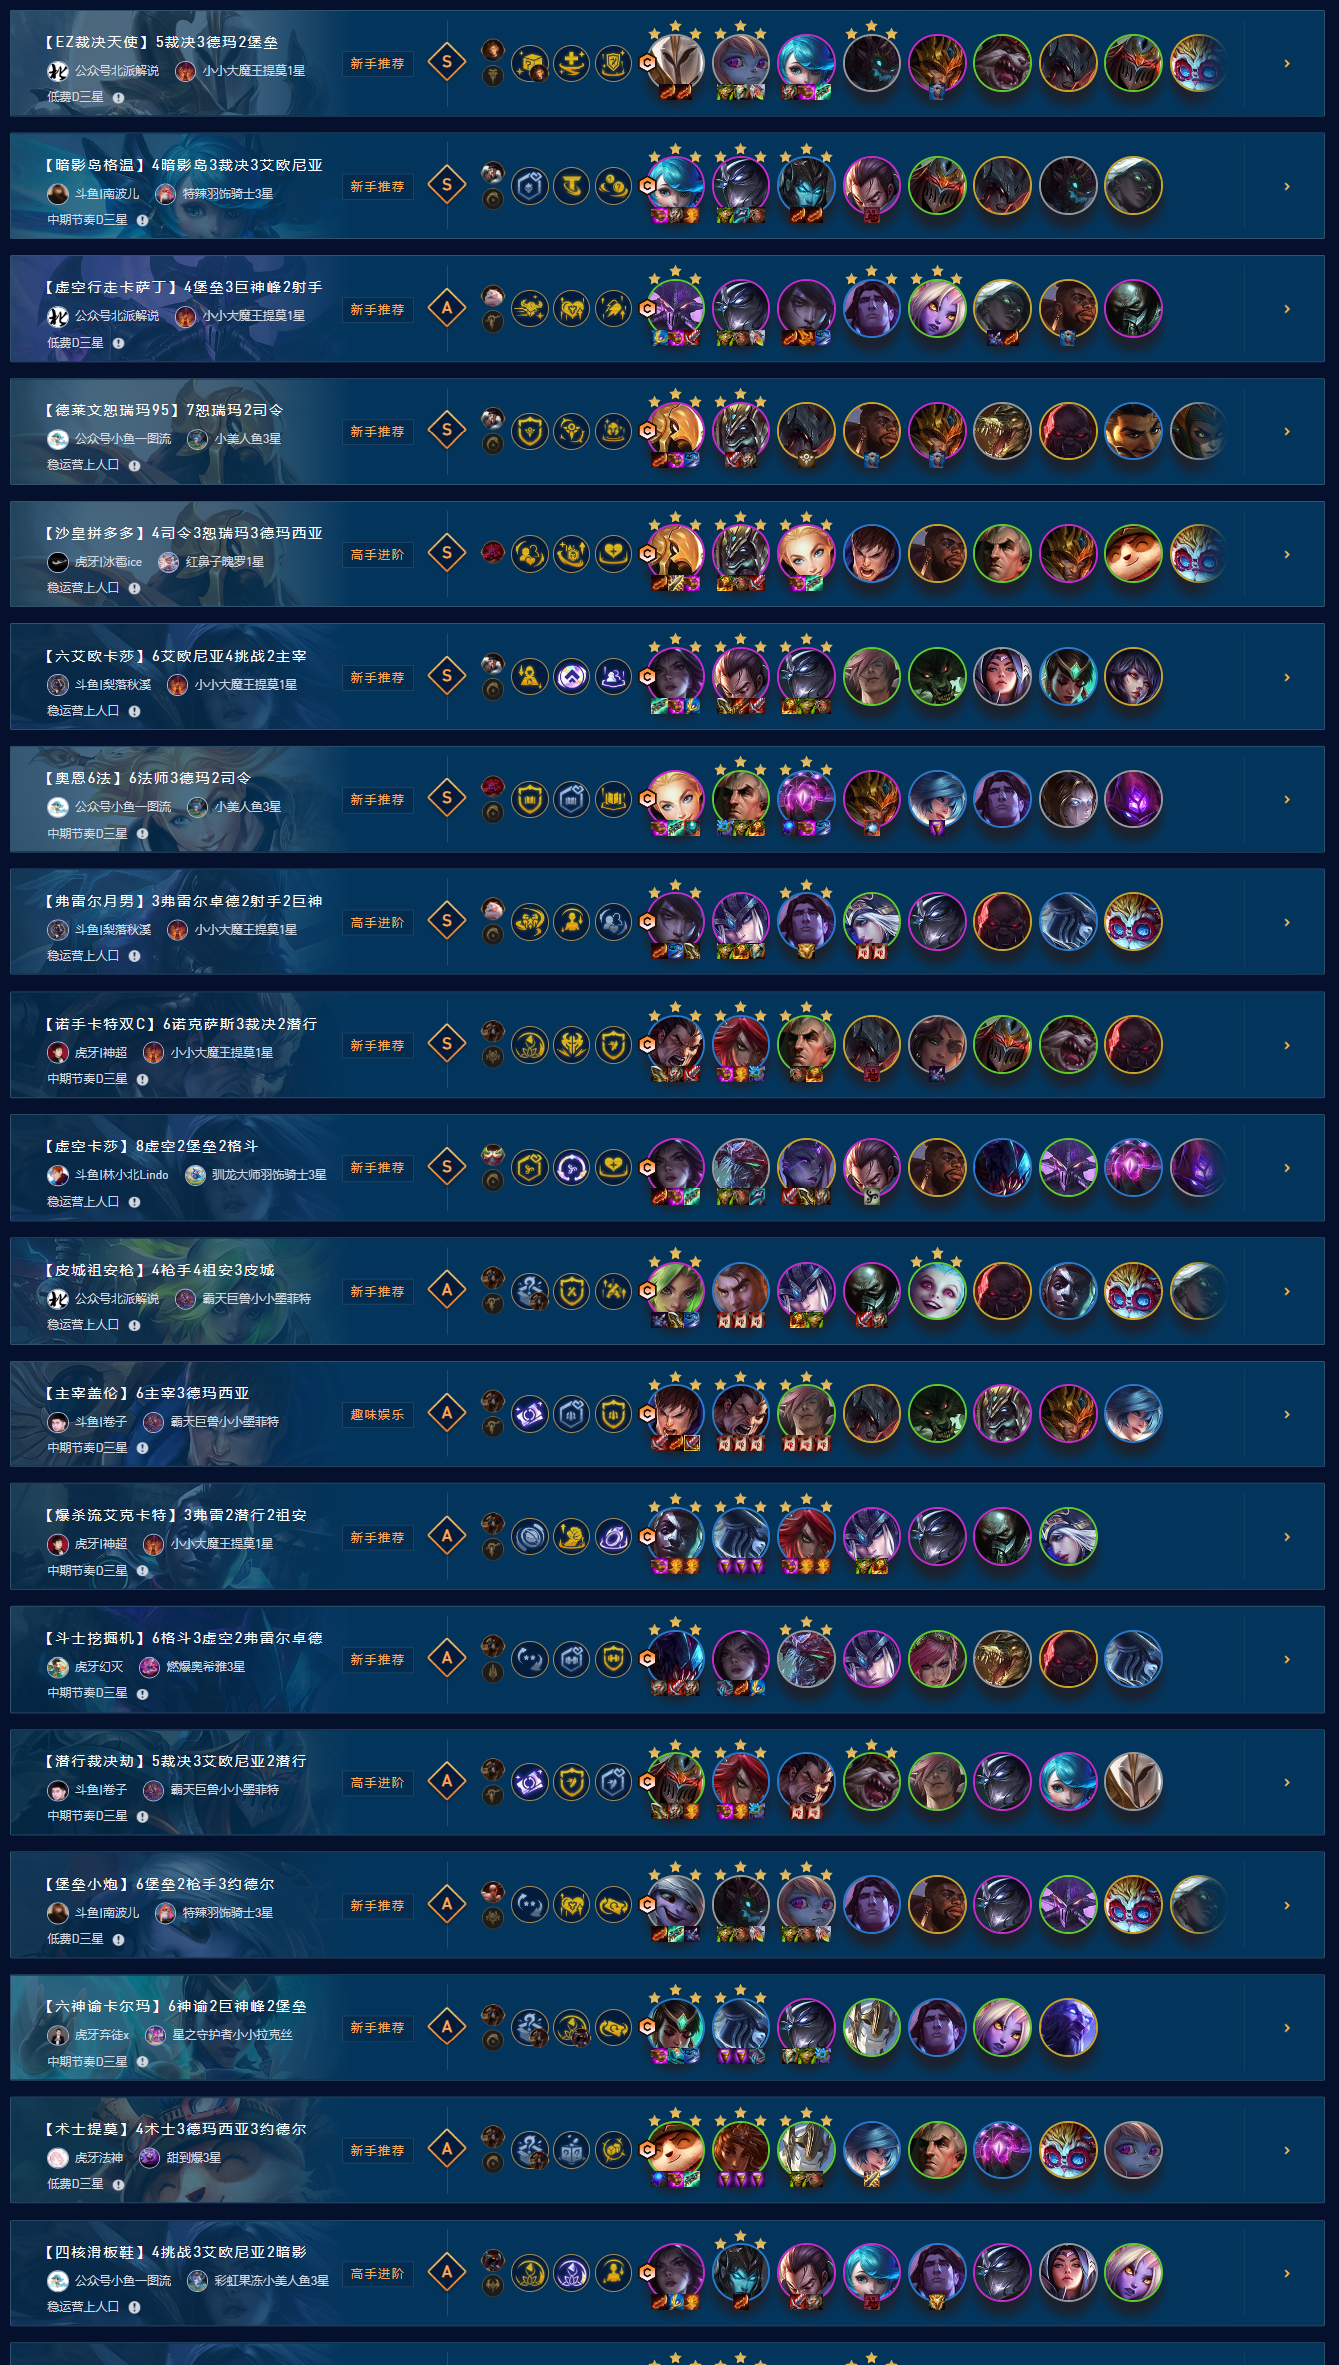 【EZ裁决天使】5裁决3德玛2堡垒
公众号北派解说 小小大魔王提莫1星
低费D三星
新手推荐
S
【暗影岛格温】4暗影岛3裁决3艾欧尼亚
斗鱼|南波儿 特辣羽饰骑士3星
中期节奏D三星
新手推荐
S
【虚空行走卡萨丁】4堡垒3巨神峰2射手
公众号北派解说 小小大魔王提莫1星
低费D三星
新手推荐
A
【德莱文恕瑞玛95】7恕瑞玛2司令
公众号小鱼一图流 小美人鱼3星
稳运营上人口
新手推荐
S
【沙皇拼多多】4司令3恕瑞玛3德玛西亚
虎牙|冰雹ice 红鼻子魄罗1星
稳运营上人口
高手进阶
S
【六艾欧卡莎】6艾欧尼亚4挑战2主宰
斗鱼|梨落秋溪 小小大魔王提莫1星
稳运营上人口
新手推荐
S
【奥恩6法】6法师3德玛2司令
公众号小鱼一图流 小美人鱼3星
中期节奏D三星
新手推荐
S
【弗雷尔月男】3弗雷尔卓德2射手2巨神
斗鱼|梨落秋溪 小小大魔王提莫1星
稳运营上人口
高手进阶
S
【诺手卡特双C】6诺克萨斯3裁决2潜行
虎牙|神超 小小大魔王提莫1星
中期节奏D三星
新手推荐
S
【虚空卡莎】8虚空2堡垒2格斗
斗鱼|林小北Lindo 驯龙大师羽饰骑士3星
稳运营上人口
新手推荐
S
【皮城祖安枪】4枪手4祖安3皮城
公众号北派解说 霸天巨兽小小墨菲特
稳运营上人口
新手推荐
A
【主宰盖伦】6主宰3德玛西亚
斗鱼|卷子 霸天巨兽小小墨菲特
中期节奏D三星
趣味娱乐
A
【爆杀流艾克卡特】3弗雷2潜行2祖安
虎牙|神超 小小大魔王提莫1星
中期节奏D三星
新手推荐
A
【斗士挖掘机】6格斗3虚空2弗雷尔卓德
虎牙幻灭 燃爆奥希雅3星
中期节奏D三星
新手推荐
A
【潜行裁决劫】5裁决3艾欧尼亚2潜行
斗鱼|卷子 霸天巨兽小小墨菲特
中期节奏D三星
高手进阶
A
【堡垒小炮】6堡垒2枪手3约德尔
斗鱼|南波儿 特辣羽饰骑士3星
低费D三星
新手推荐
A
【六神谕卡尔玛】6神谕2巨神峰2堡垒
虎牙弃徒x 星之守护者小小拉克丝
中期节奏D三星
新手推荐
A
【术士提莫】4术士3德玛西亚3约德尔
虎牙法神 甜到爆3星
低费D三星
新手推荐
A
【四核滑板鞋】4挑战3艾欧尼亚2暗影
公众号小鱼一图流 彩虹果冻小美人鱼3星
稳运营上人口
高手进阶
A